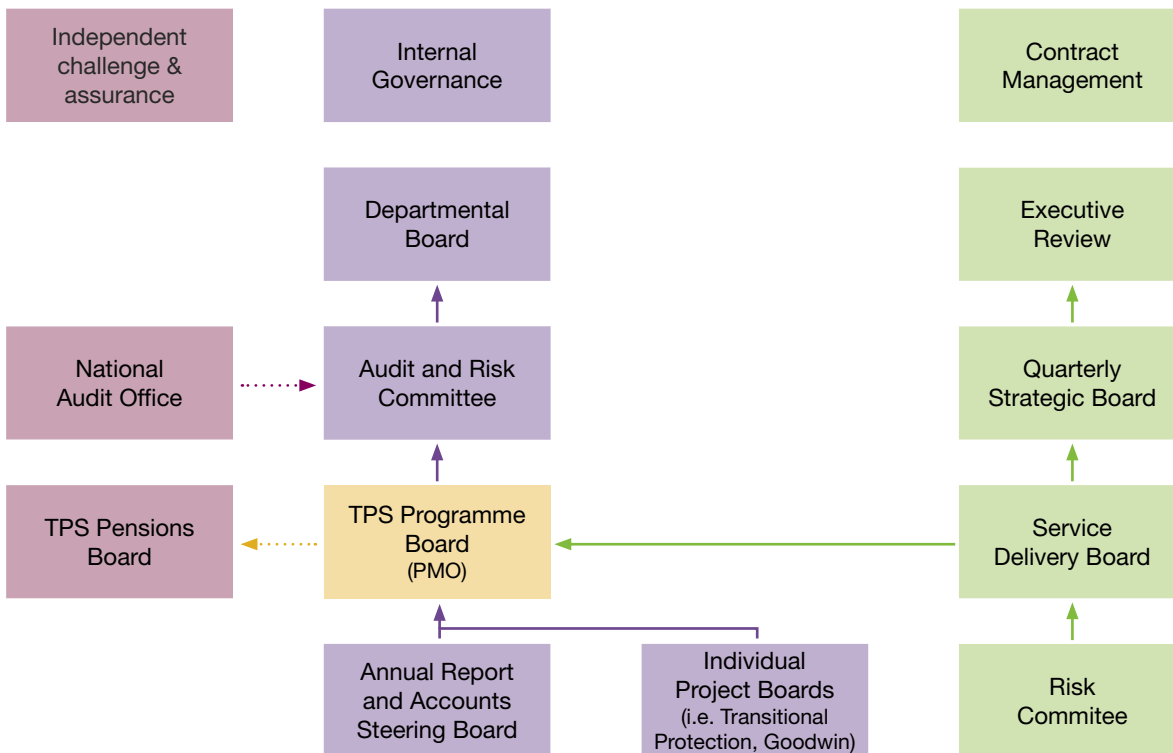 Independent
challenge &
assurance
Internal
Governance
Contract
Management
Departmental
Board
Executive
Review
National
Audit Office
Audit and Risk
Committee
Quarterly
Strategic Board
TPS Pensions
Board
TPS Programme
Board
(PMO)
Service
Delivery Board
Annual Report
and Accounts
Steering Board
Individual
Project Boards
(i.e. Transitional
Protection, Goodwin)
Risk
Commitee